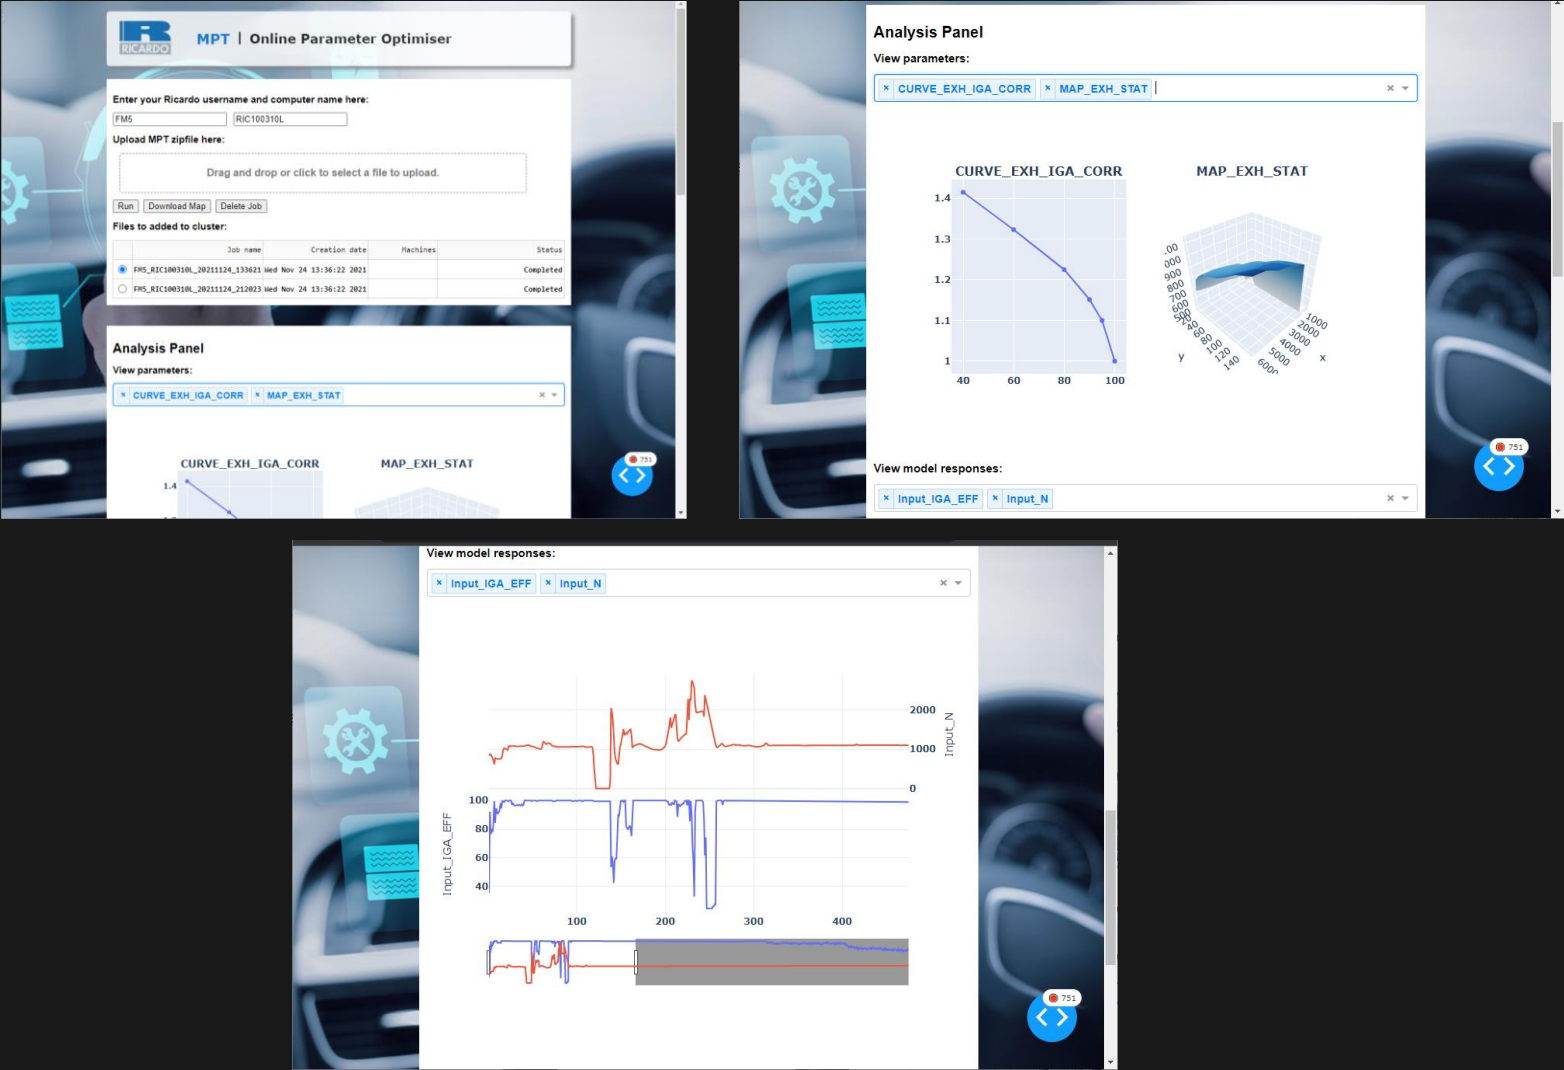 RICARDO
MPT | Online Parameter Optimiser
Enter your Ricardo username and computer name here:
FM5 RIC100310L
Upload MPT zipfile here:
Drag and drop or click to select a file to upload.
Run Download Map Delete Job
Files to added to cluster:
Job name Creation date Machines Status
FM5_RIC100310L_20211124_133621 Wed Nov 24 13:36:22 2021 Completed
FM5_RIC100310L_20211124_212023 Wed Nov 24 13:36:22 2021 Completed
Analysis Panel
View parameters:
× CURVE_EXH_IGA_CORR × MAP_EXH_STAT ×
CURVE_EXH_IGA_CORR MAP_EXH_STAT
1.4
751
Analysis Panel
View parameters:
× CURVE_EXH_IGA_CORR × MAP_EXH_STAT ×
CURVE_EXH_IGA_CORR MAP_EXH_STAT
1.4
1.3
1.2
1.1
1
40 60 80 100
900
800
700
600
500
40
60
80
100
120
140
y
1000
2000
3000
4000
5000
x
View model responses:
× Input_IGA_EFF × Input_N ×
751
View model responses:
× Input_IGA_EFF × Input_N ×
2000
1000
0
Input_N
100
80
60
40
Input_IGA_EFF
100 200 300 400
751